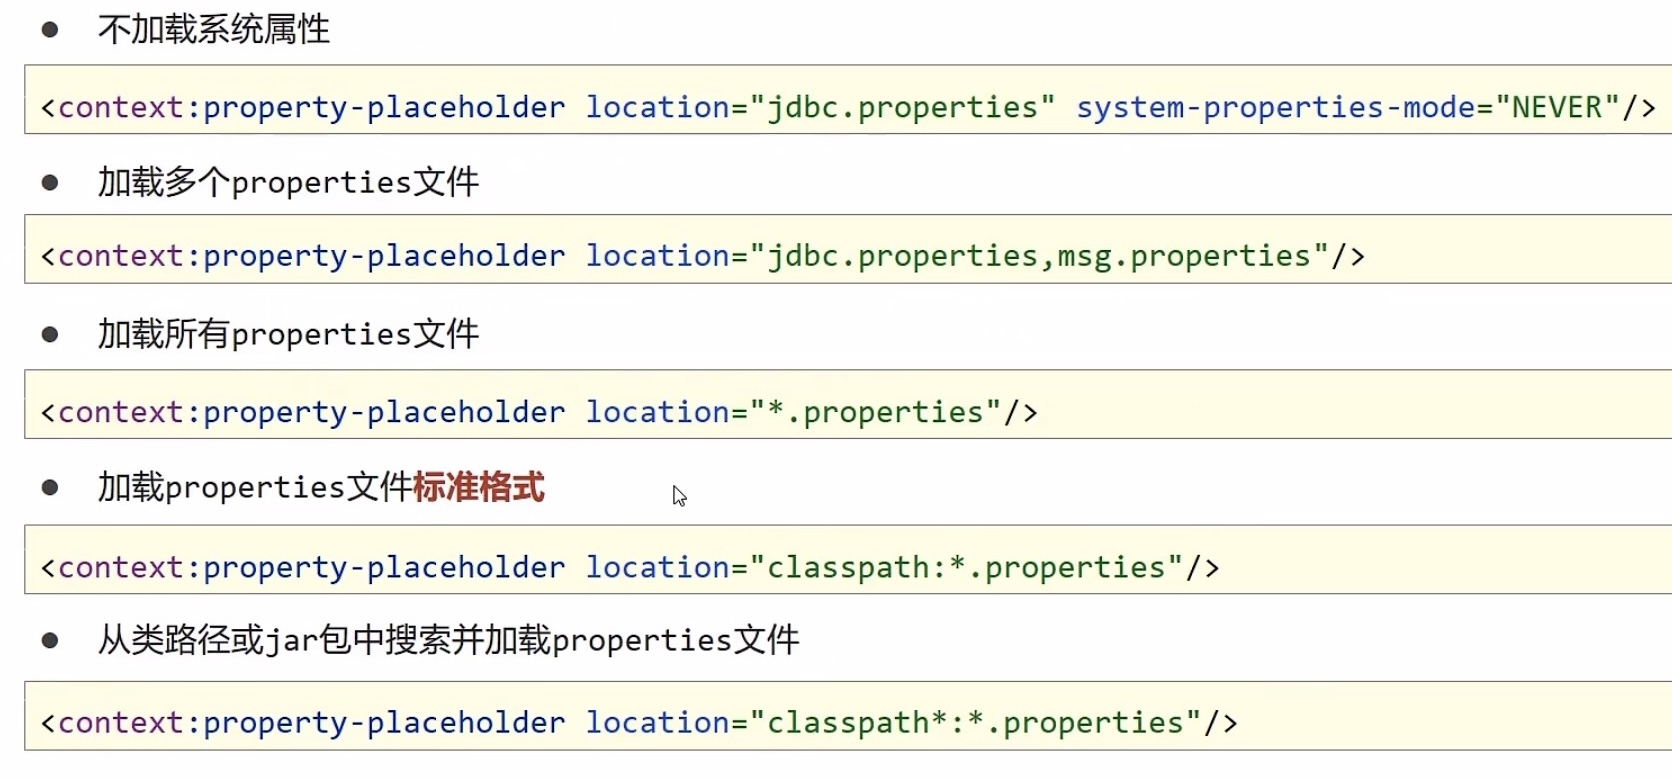 ● 不加载系统属性
<context:property-placeholder location="jdbc.properties" system-properties-mode="NEVER"/>
● 加载多个properties文件
<context:property-placeholder location="jdbc.properties,msg.properties"/>
● 加载所有properties文件
<context:property-placeholder location="*.properties"/>
● 加载properties文件标准格式
<context:property-placeholder location="classpath:*.properties"/>
● 从类路径或jar包中搜索并加载properties文件
<context:property-placeholder location="classpath*:*.properties"/>